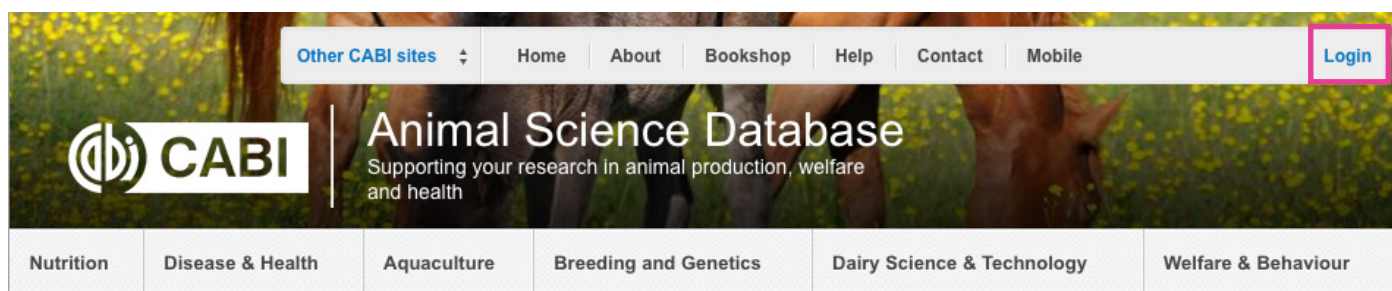 Other CABI sites Home About Bookshop Help Contact Mobile Login
CABI
Animal Science Database
Supporting your research in animal production, welfare
and health
Nutrition Disease & Health Aquaculture Breeding and Genetics Dairy Science & Technology Welfare & Behaviour